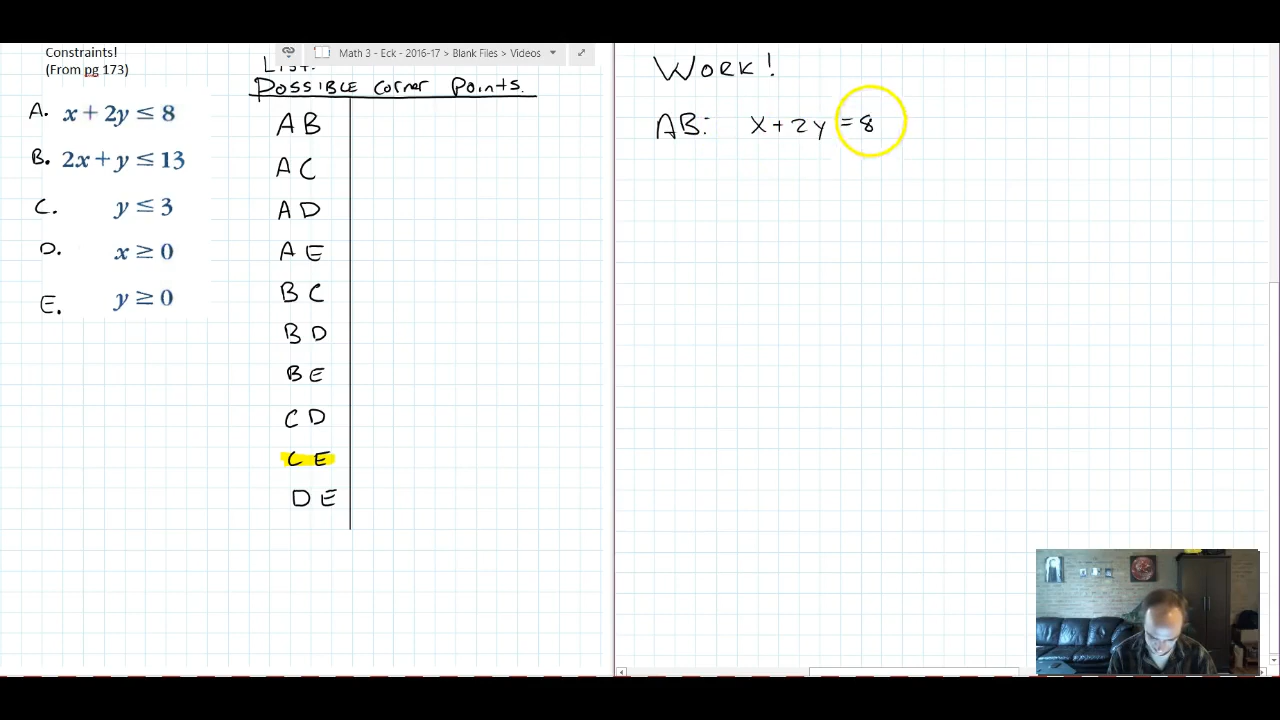 Constraints!
(From pg 173)
A. x + 2y ≤ 8
B. 2x + y ≤ 13
C. y ≤ 3
D. x ≥ 0
E. y ≥ 0
Math 3 - Eck - 2016-17 > Blank Files > Videos
List:
Possible Corner Points.
AB
AC
AD
AE
BC
BD
BE
CD
CE
DE
Work!
AB: x + 2y = 8